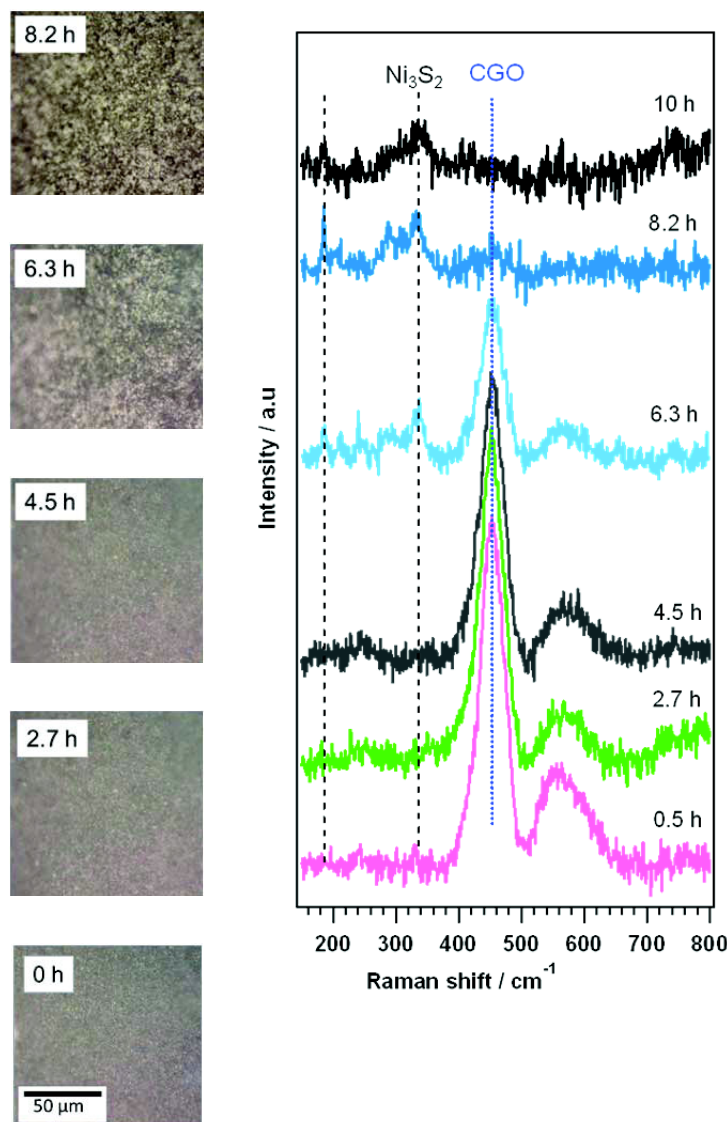 8.2 h
6.3 h
4.5 h
2.7 h
0 h
50 µm
Ni₃S₂
CGO
10 h
8.2 h
6.3 h
4.5 h
2.7 h
0.5 h
Intensity / a.u
200 300 400 500 600 700 800
Raman shift / cm⁻¹